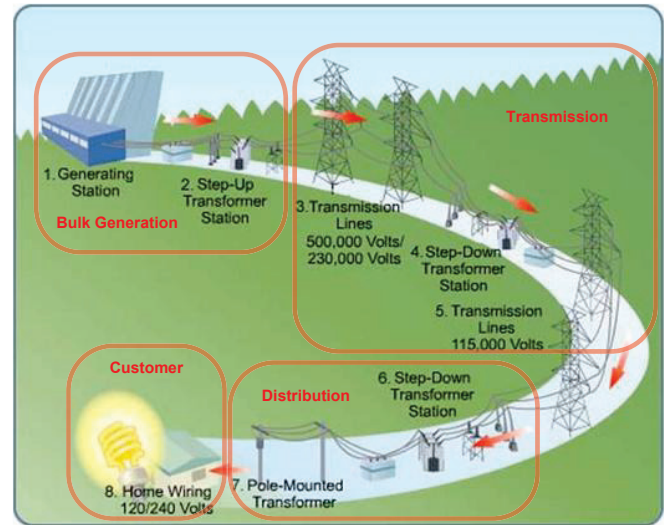 Transmission
1. Generating
Station
2. Step-Up
Transformer
Station
Bulk Generation
3. Transmission
Lines
500,000 Volts/
230,000 Volts
4. Step-Down
Transformer
Station
5. Transmission
Lines
115,000 Volts
Customer
Distribution
6. Step-Down
Transformer
Station
7. Pole-Mounted
Transformer
8. Home Wiring
120/240 Volts